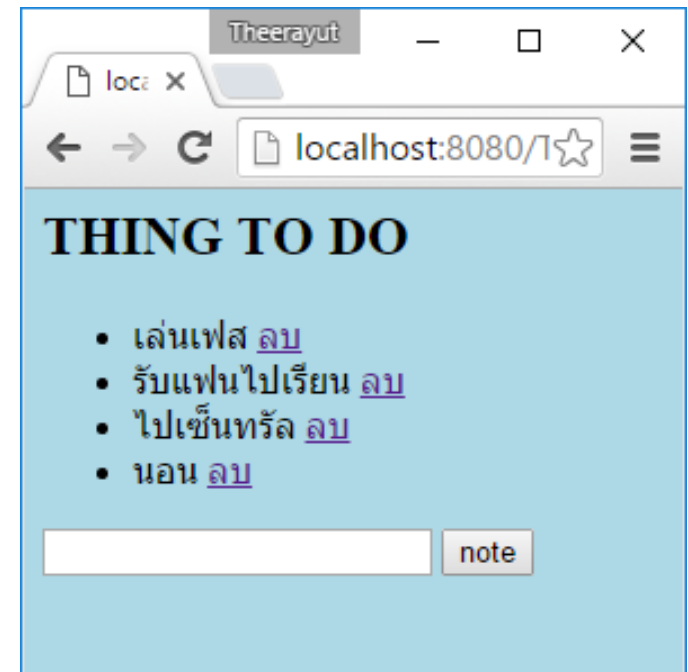 Theerayut
loca
localhost:8080/T
THING TO DO
เล่นเฟส ลบ
รับแฟนไปเรียน ลบ
ไปเซ็นทรัล ลบ
นอน ลบ
note